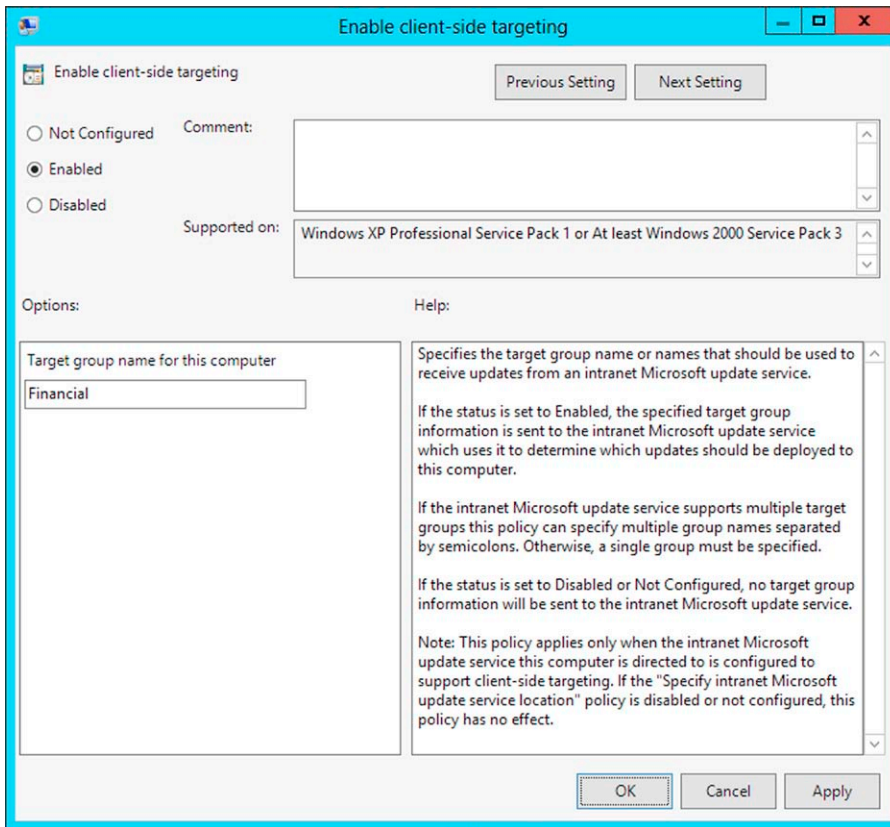 Enable client-side targeting
Enable client-side targeting
Previous Setting
Next Setting
Not Configured
Comment:
Enabled
Disabled
Supported on:
Windows XP Professional Service Pack 1 or At least Windows 2000 Service Pack 3
Options:
Help:
Target group name for this computer
Financial
Specifies the target group name or names that should be used to
receive updates from an intranet Microsoft update service.
If the status is set to Enabled, the specified target group
information is sent to the intranet Microsoft update service
which uses it to determine which updates should be deployed to
this computer.
If the intranet Microsoft update service supports multiple target
groups this policy can specify multiple group names separated
by semicolons. Otherwise, a single group must be specified.
If the status is set to Disabled or Not Configured, no target group
information will be sent to the intranet Microsoft update service.
Note: This policy applies only when the intranet Microsoft
update service this computer is directed to is configured to
support client-side targeting. If the "Specify intranet Microsoft
update service location" policy is disabled or not configured, this
policy has no effect.
OK
Cancel
Apply